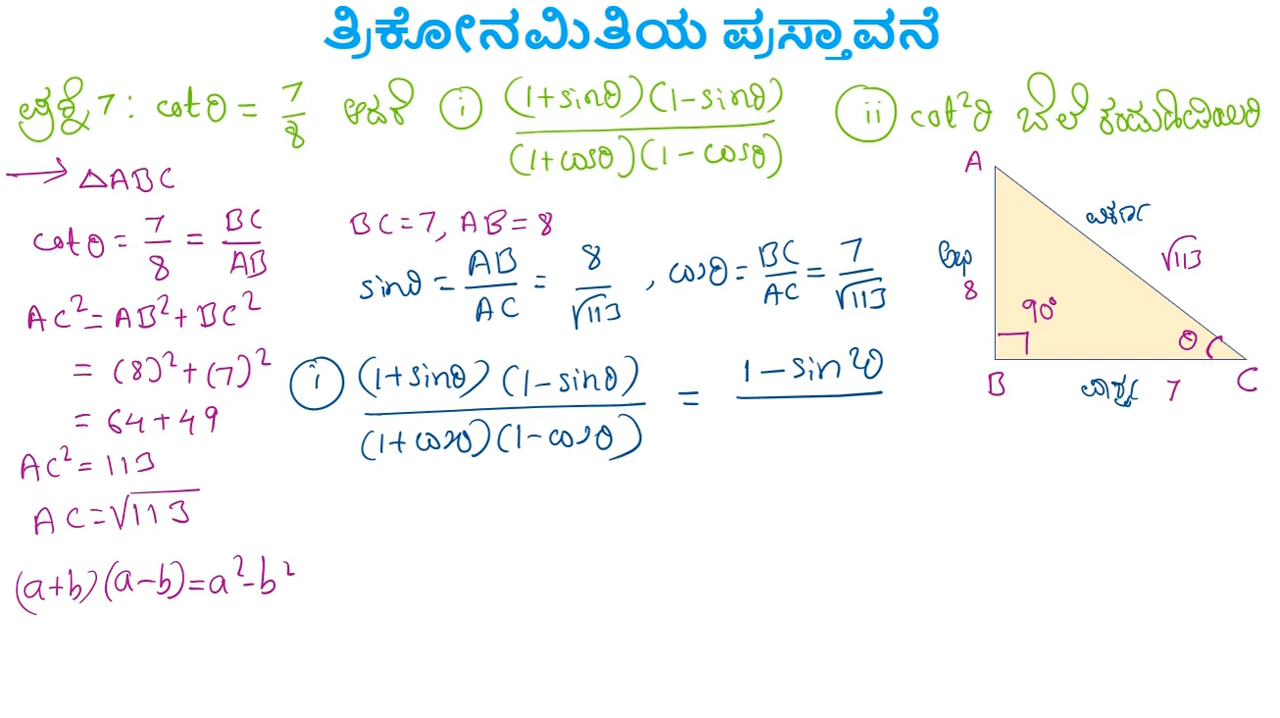 ತ್ರಿಕೋನಮಿತಿಯ ಪ್ರಸ್ತಾವನೆ
ಪ್ರಶ್ನೆ 7 : cotθ = 7/8 ಆದರೆ (i) (1+sinθ)(1-sinθ) / (1+cosθ)(1-cosθ) (ii) cot²θ ಬೆಲೆ ಕಂಡುಹಿಡಿಯಿರಿ
→ △ABC
cotθ = 7/8 = BC/AB
AC² = AB² + BC²
= (8)² + (7)²
= 64 + 49
AC² = 113
AC = √113
(a+b)(a-b) = a² - b²
BC = 7, AB = 8
sinθ = AB/AC = 8/√113 , cosθ = BC/AC = 7/√113
(i) (1+sinθ)(1-sinθ) / (1+cosθ)(1-cosθ) = 1 - sin²θ
A
ವಿಕರ್ಣ
√113
ಅಭಿ
8
90°
θ
B
ಪಾರ್ಶ್ವ 7
C